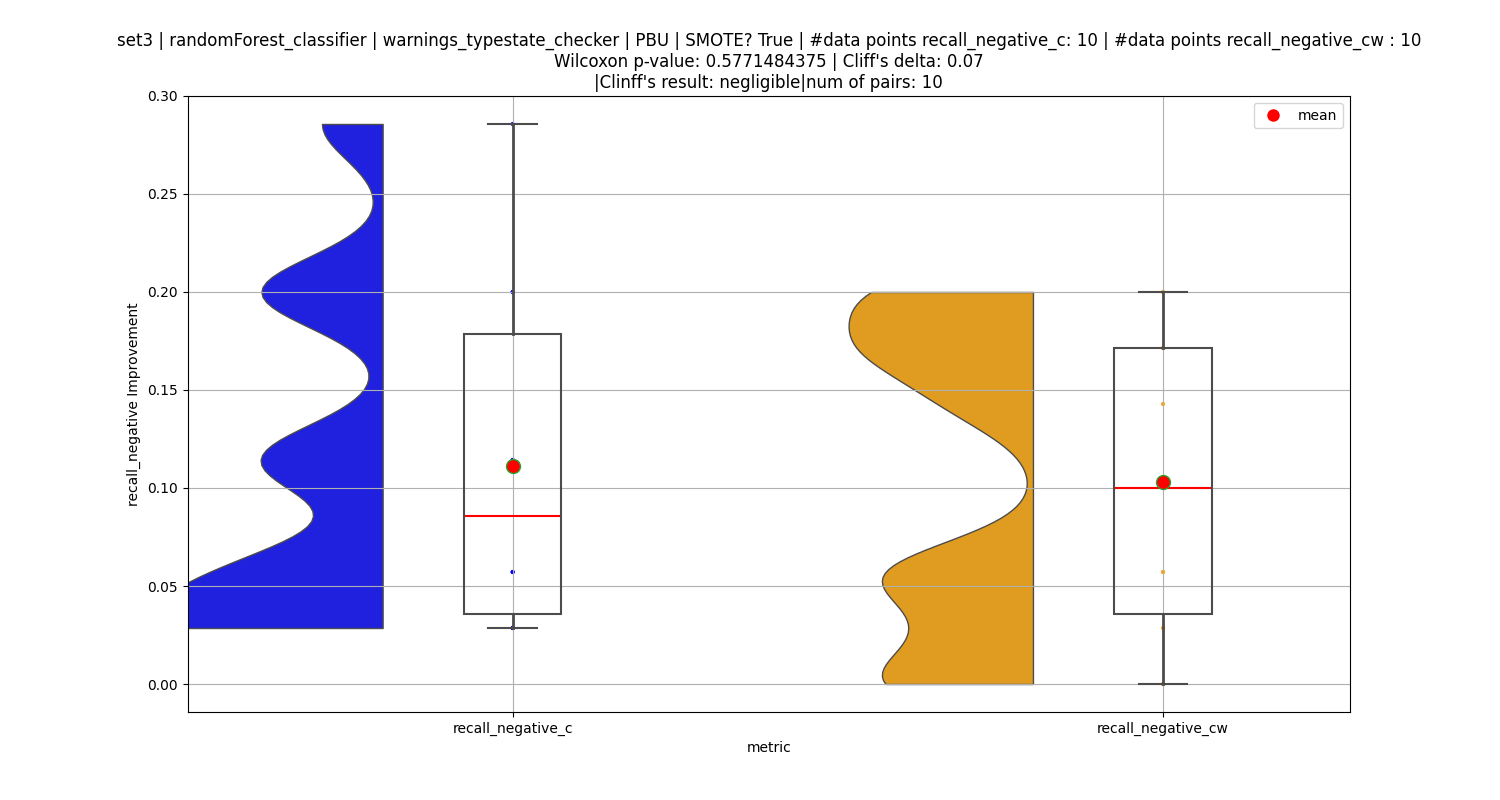 set3 | randomForest_classifier | warnings_typestate_checker | PBU | SMOTE? True | #data points recall_negative_c: 10 | #data points recall_negative_cw : 10
Wilcoxon p-value: 0.5771484375 | Cliff's delta: 0.07
|Clinff's result: negligible|num of pairs: 10
mean
recall_negative Improvement
0.30
0.25
0.20
0.15
0.10
0.05
0.00
recall_negative_c
recall_negative_cw
metric